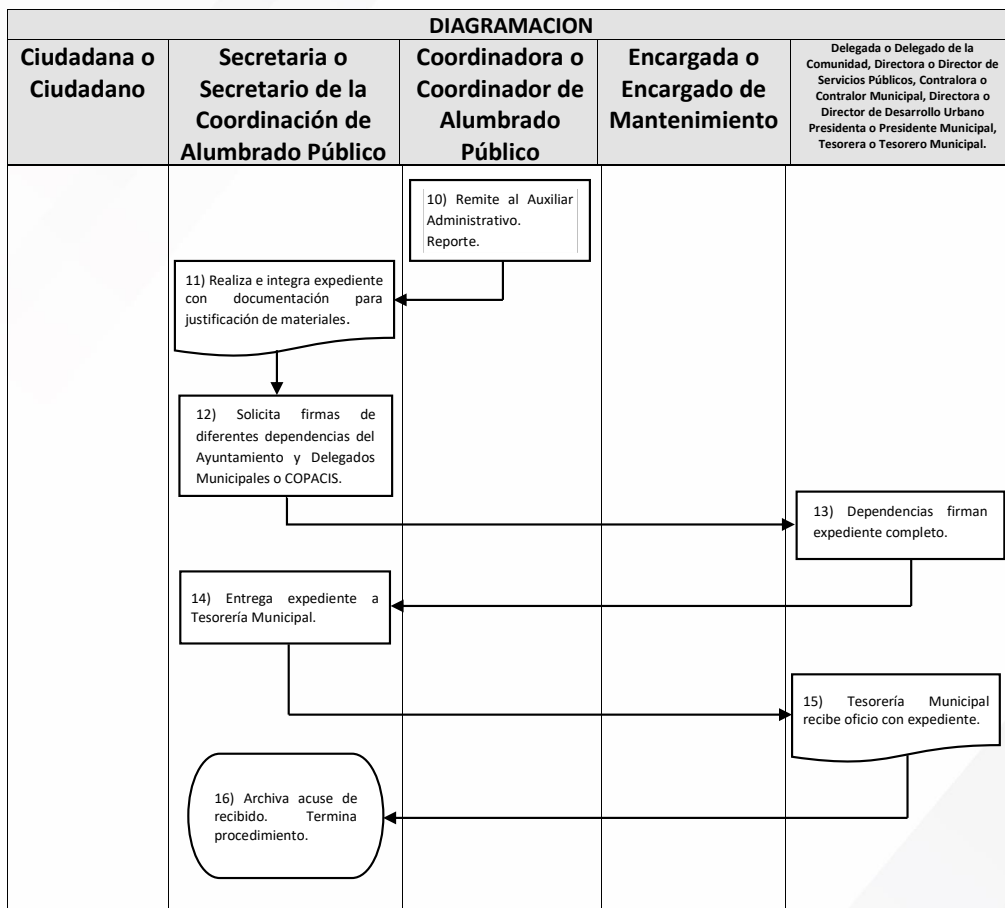 DIAGRAMACION
Ciudadana o
Ciudadano
Secretaria o
Secretario de la
Coordinación de
Alumbrado Público
Coordinadora o
Coordinador de
Alumbrado
Público
Encargada o
Encargado de
Mantenimiento
Delegada o Delegado de la
Comunidad, Directora o Director de
Servicios Públicos, Contralora o
Contralor Municipal, Directora o
Director de Desarrollo Urbano
Presidenta o Presidente Municipal,
Tesorera o Tesorero Municipal.
10) Remite al Auxiliar
Administrativo.
Reporte.
11) Realiza e integra expediente
con documentación para
justificación de materiales.
12) Solicita firmas de
diferentes dependencias del
Ayuntamiento y Delegados
Municipales o COPACIS.
13) Dependencias firman
expediente completo.
14) Entrega expediente a
Tesorería Municipal.
15) Tesorería Municipal
recibe oficio con expediente.
16) Archiva acuse de
recibido. Termina
procedimiento.